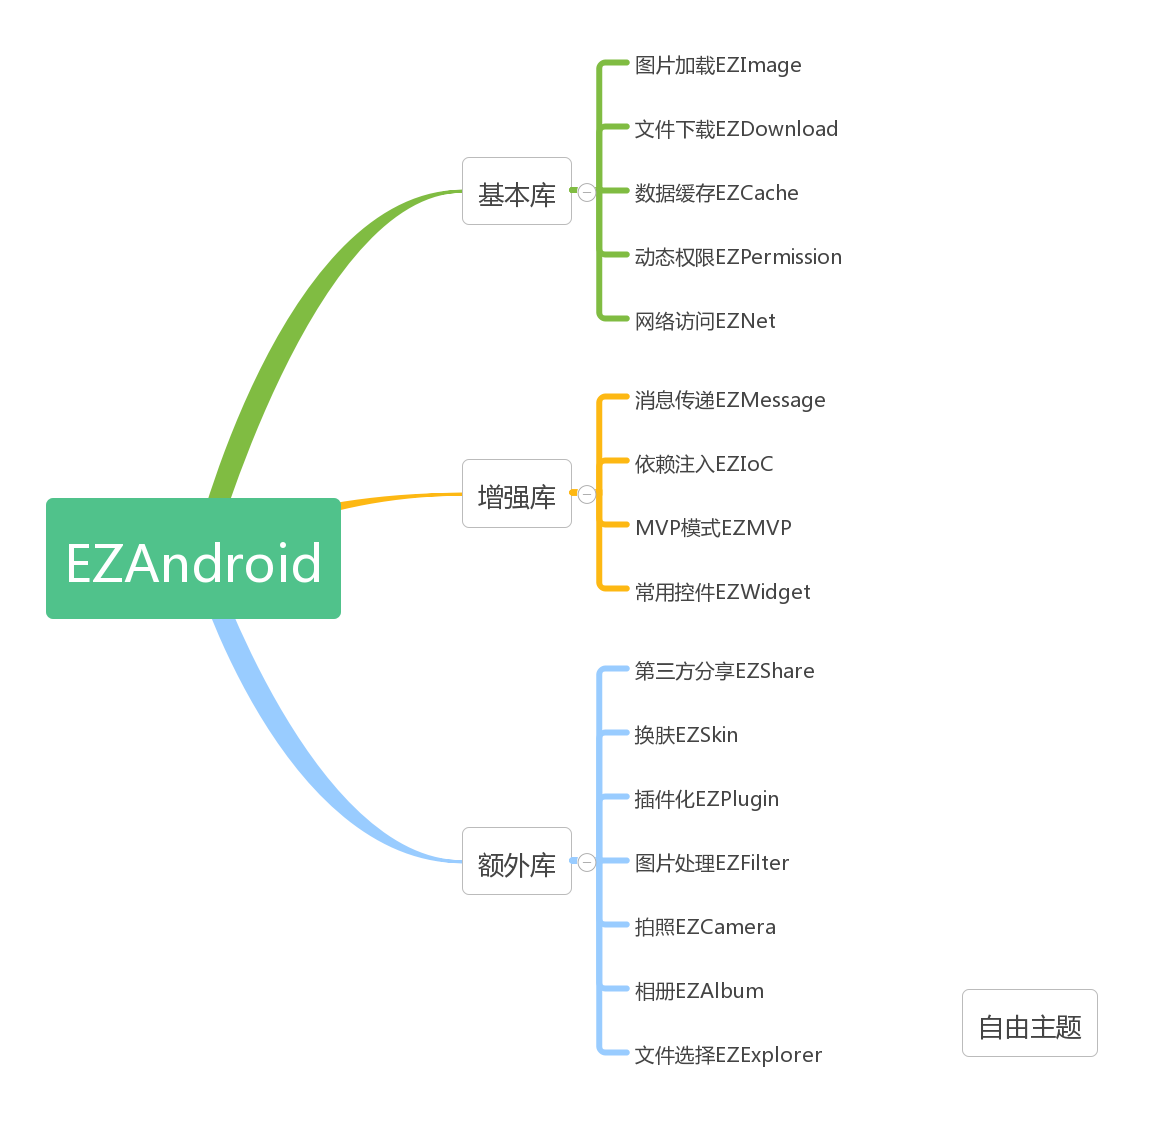 EZAndroid
基本库
图片加载EZImage
文件下载EZDownload
数据缓存EZCache
动态权限EZPermission
网络访问EZNet
增强库
消息传递EZMessage
依赖注入EZIoC
MVP模式EZMVP
常用控件EZWidget
额外库
第三方分享EZShare
换肤EZSkin
插件化EZPlugin
图片处理EZFilter
拍照EZCamera
相册EZAlbum
文件选择EZExplorer
自由主题